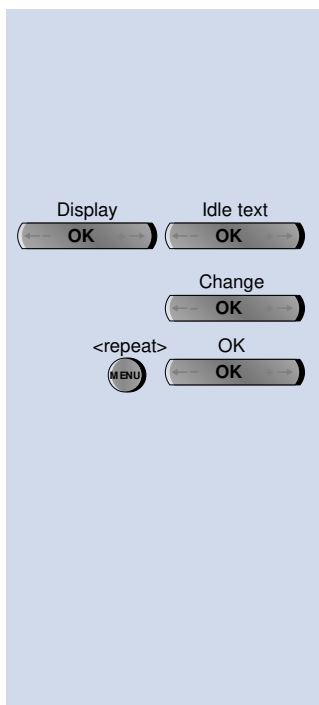 Display Idle text
OK OK
Change
OK
<repeat> OK
MENU OK